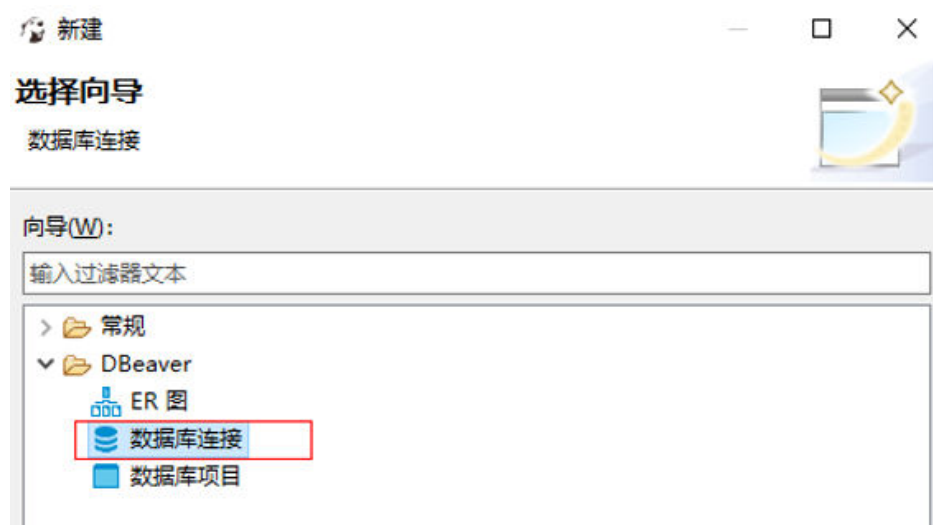 新建
选择向导
数据库连接
向导(W):
输入过滤器文本
常规
DBeaver
ER 图
数据库连接
数据库项目